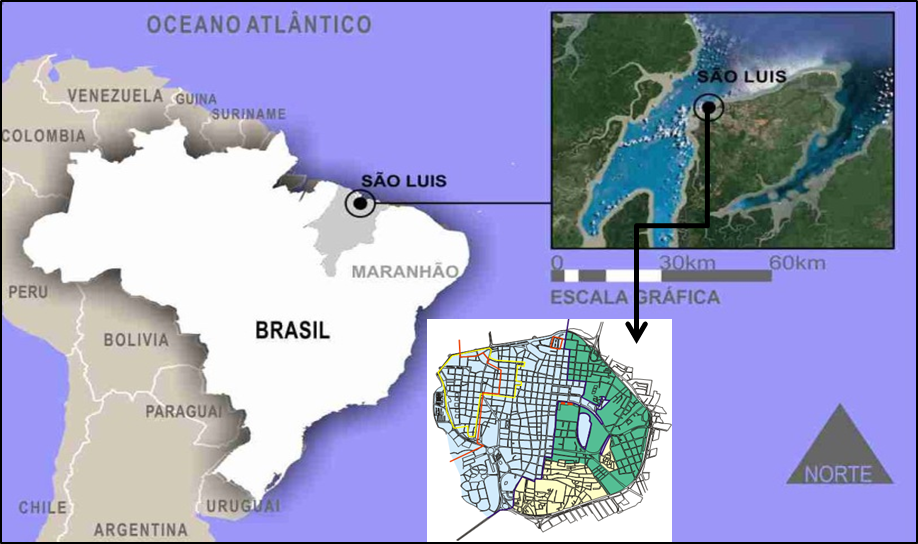 OCEANO ATLÂNTICO
VENEZUELA
GUINA
SURINAME
COLOMBIA
SÃO LUIS
SÃO LUIS
MARANHÃO
0 30km 60km
ESCALA GRÁFICA
PERU
BRASIL
BOLIVIA
PARAGUAI
NORTE
CHILE
URUGUAI
ARGENTINA